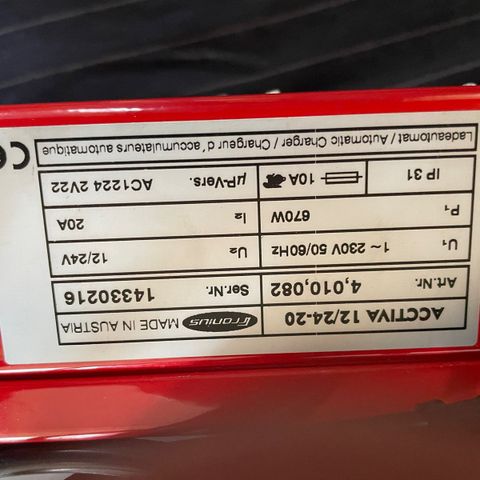 ACCTIVA 12/24-20 Fronius MADE IN AUSTRIA
Art.Nr. 4,010,082 Ser.Nr. 14330216
U1 1~ 230V 50/60Hz U2 12/24V
P1 670W I2 20A
IP 31 10A µP-Vers. AC1224 2V22
Ladeautomat / Automatic Charger / Chargeur d'accumulateurs automatique
CE